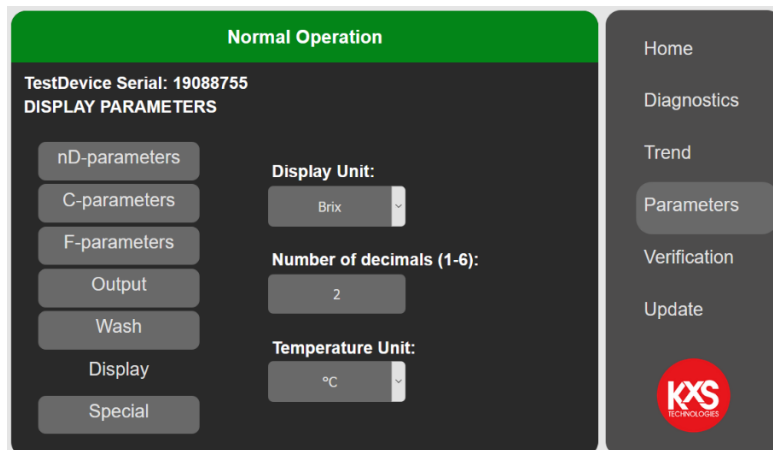 Normal Operation
TestDevice Serial: 19088755
DISPLAY PARAMETERS
nD-parameters
C-parameters
F-parameters
Output
Wash
Display
Special
Display Unit:
Brix
Number of decimals (1-6):
2
Temperature Unit:
°C
Home
Diagnostics
Trend
Parameters
Verification
Update
KXS
TECHNOLOGIES